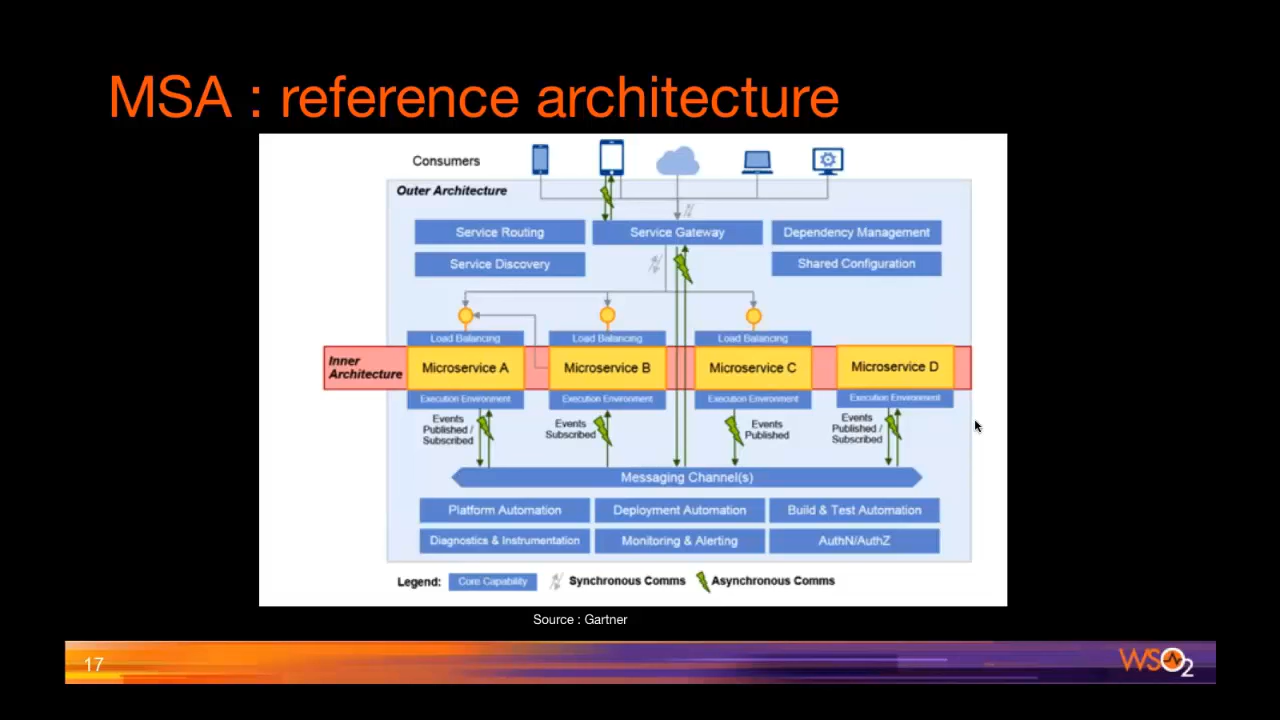 MSA : reference architecture
Consumers
Outer Architecture
Service Routing
Service Gateway
Dependency Management
Service Discovery
Shared Configuration
Load Balancing
Load Balancing
Load Balancing
Inner
Architecture
Microservice A
Microservice B
Microservice C
Microservice D
Execution Environment
Execution Environment
Execution Environment
Execution Environment
Events
Published /
Subscribed
Events
Subscribed
Events
Published
Events
Published /
Subscribed
Messaging Channel(s)
Platform Automation
Deployment Automation
Build & Test Automation
Diagnostics & Instrumentation
Monitoring & Alerting
AuthN/AuthZ
Legend:
Core Capability
Synchronous Comms
Asynchronous Comms
Source : Gartner
17
WSO2